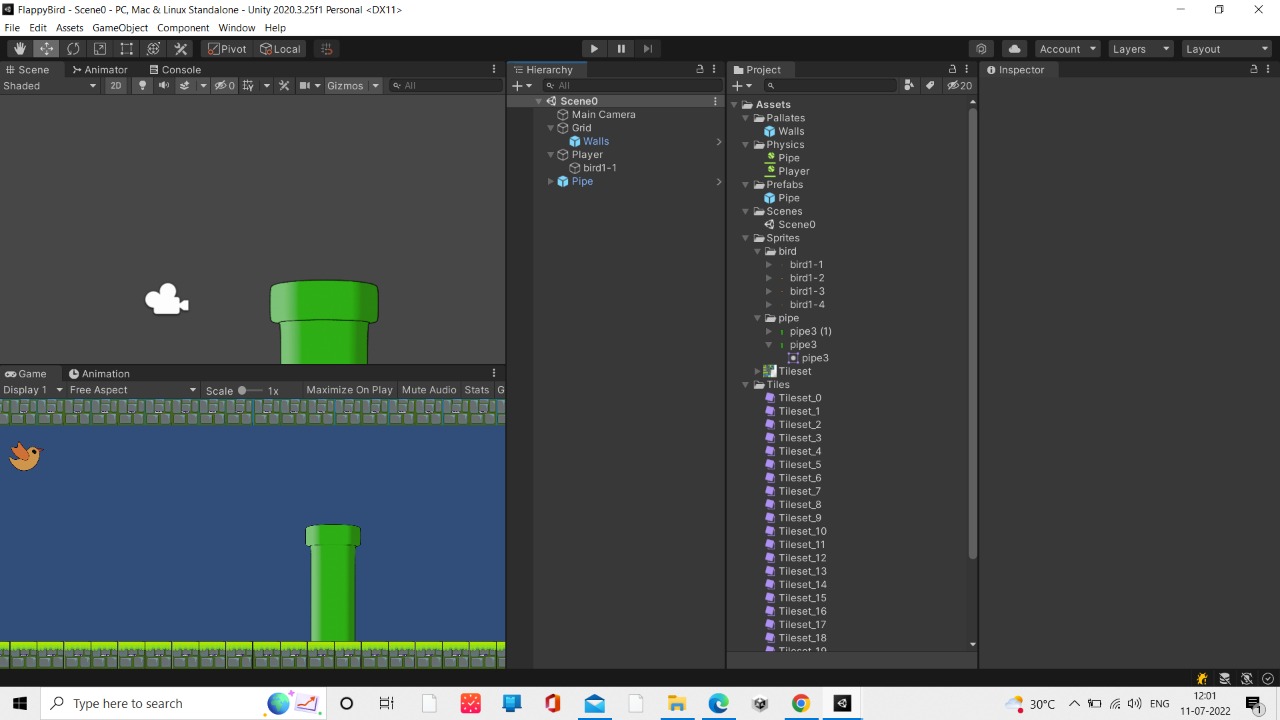 FlappyBird - Scene0 - PC, Mac & Linux Standalone - Unity 2020.3.25f1 Personal <DX11>
File Edit Assets GameObject Component Window Help
Pivot Local Account Layers Layout
Scene Animator Console
Shaded 2D 0 Gizmos All
Hierarchy
All
Scene0
Main Camera
Grid
Walls
Player
bird1-1
Pipe
Project
20
Assets
Pallates
Walls
Physics
Pipe
Player
Prefabs
Pipe
Scenes
Scene0
Sprites
bird
bird1-1
bird1-2
bird1-3
bird1-4
pipe
pipe3 (1)
pipe3
pipe3
Tileset
Tiles
Tileset_0
Tileset_1
Tileset_2
Tileset_3
Tileset_4
Tileset_5
Tileset_6
Tileset_7
Tileset_8
Tileset_9
Tileset_10
Tileset_11
Tileset_12
Tileset_13
Tileset_14
Tileset_15
Tileset_16
Tileset_17
Tileset_18
Tileset_19
Inspector
Game Animation
Display 1 Free Aspect Scale 1x Maximize On Play Mute Audio Stats G
Type here to search
30°C ENG
12:01
11-07-2022
1